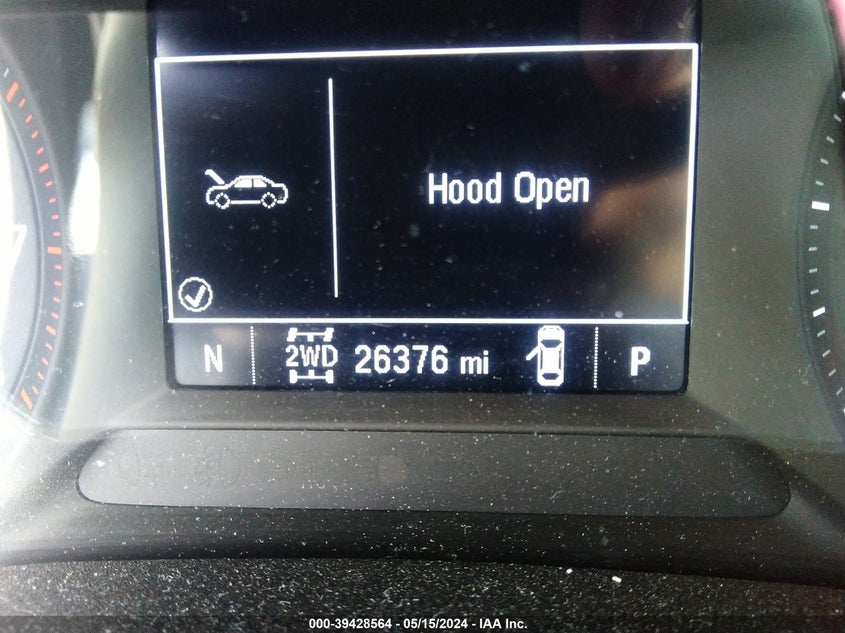 Hood Open
N 2WD 26376 mi P
000-39428564 - 05/15/2024 - IAA Inc.